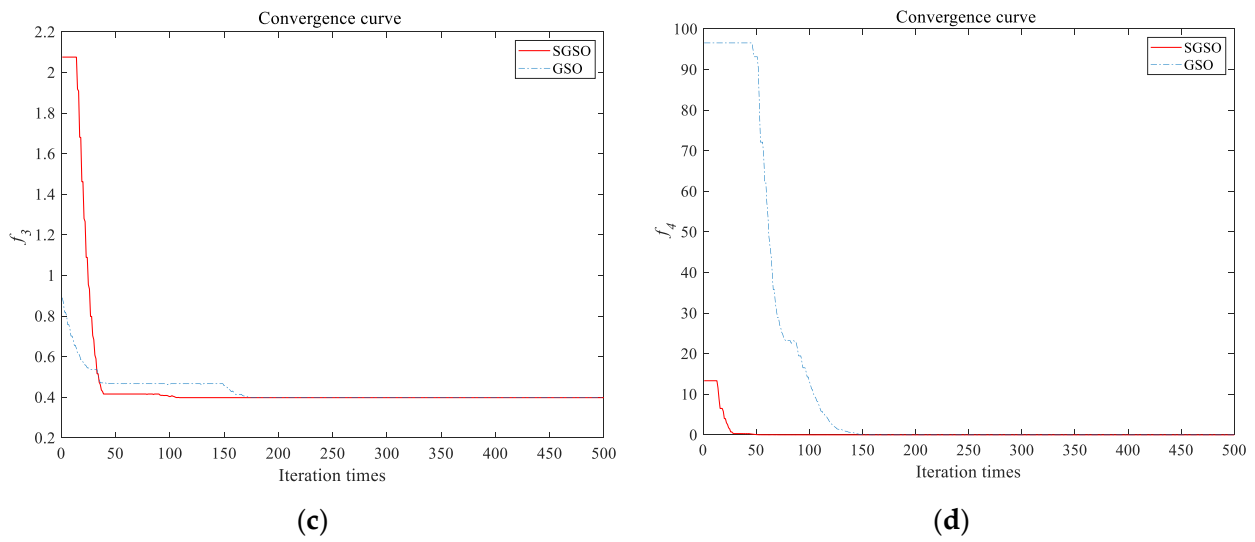 Convergence curve
2.2
2
1.8
1.6
1.4
1.2
1
0.8
0.6
0.4
0.2
f3
SGSO
GSO
0 50 100 150 200 250 300 350 400 450 500
Iteration times
(c)
Convergence curve
100
90
80
70
60
50
40
30
20
10
0
f4
SGSO
GSO
0 50 100 150 200 250 300 350 400 450 500
Iteration times
(d)